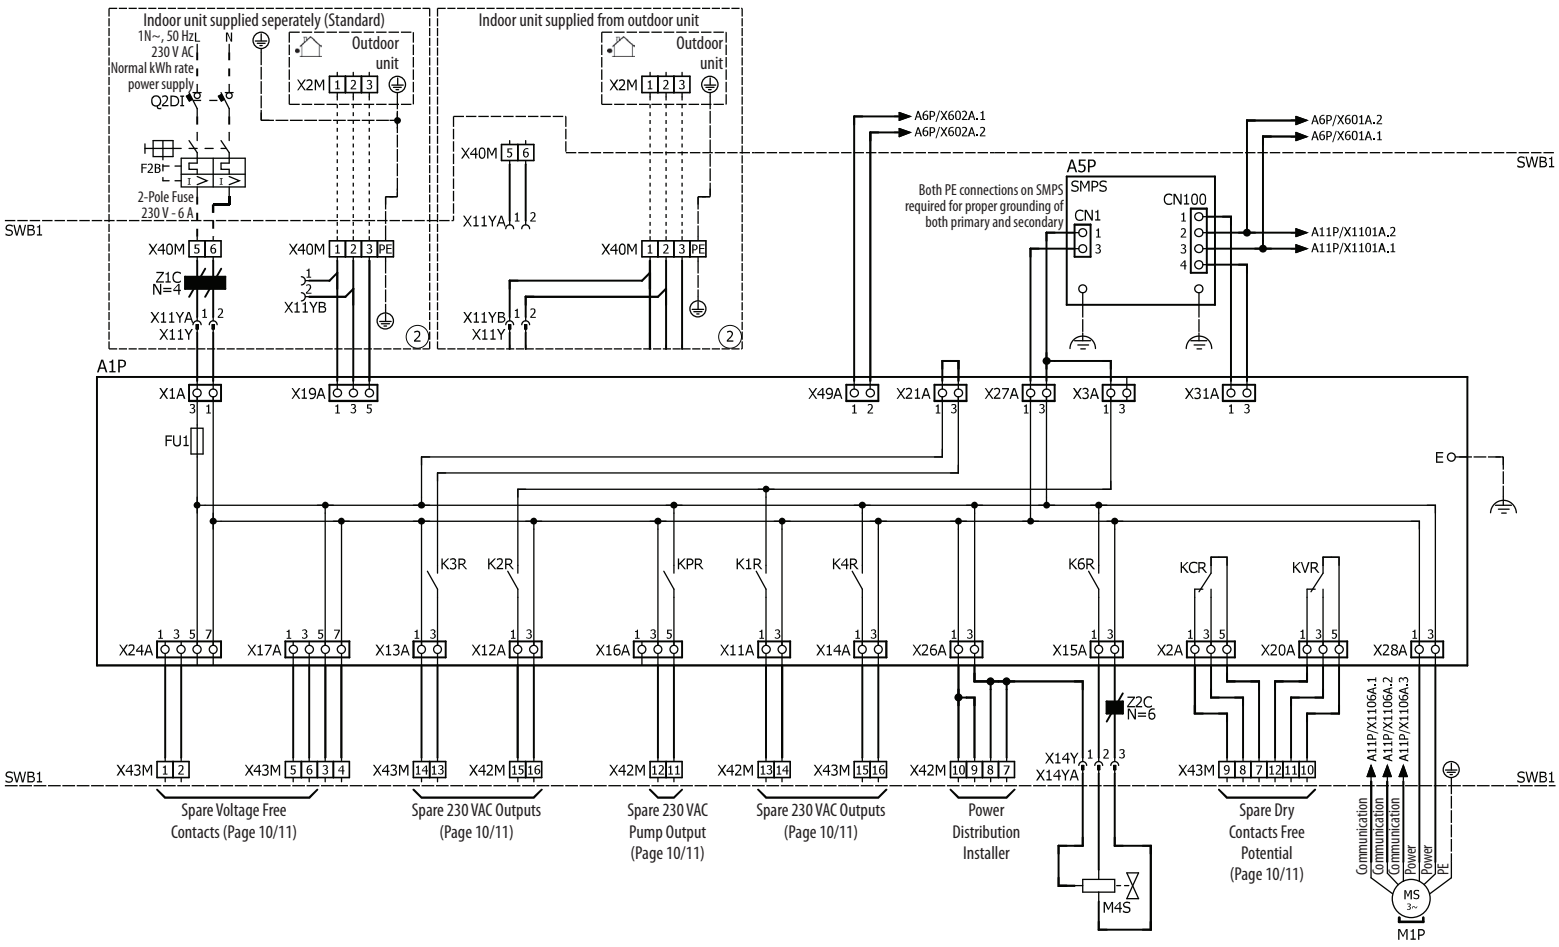 Indoor unit supplied seperately (Standard)
1N~, 50 Hz L N
230 V AC
Normal kWh rate
power supply
Q2DI
F2B
I > I >
2-Pole Fuse
230 V - 6 A
Outdoor
unit
X2M 1 2 3
X40M 5 6
X40M 1 2 3 PE
Z1C
N=4
1
2
X11YB
X11YA 1 2
X11Y
2
Indoor unit supplied from outdoor unit
Outdoor
unit
X2M 1 2 3
X40M 5 6
X11YA 1 2
X40M 1 2 3 PE
X11YB 1 2
X11Y
2
SWB1
SWB1
A6P/X602A.1
A6P/X602A.2
A6P/X601A.2
A6P/X601A.1
Both PE connections on SMPS
required for proper grounding of
both primary and secondary
A5P
SMPS
CN1
1
3
CN100
1
2
3
4
A11P/X1101A.2
A11P/X1101A.1
A1P
X1A
3 1
X19A
1 3 5
X49A
1 2
X21A
1 3
X27A
1 3
X3A
1 3
X31A
1 3
FU1
E
K3R
K2R
KPR
K1R
K4R
K6R
KCR
KVR
1 3 5 7
X24A
1 3 5 7
X17A
1 3
X13A
1 3
X12A
1 3 5
X16A
1 3
X11A
1 3
X14A
1 3
X26A
1 3
X15A
1 3 5
X2A
1 3 5
X20A
1 3
X28A
Z2C
N=6
X14Y 1 2 3
X14YA
A11P/X1106A.1
A11P/X1106A.2
A11P/X1106A.3
SWB1
X43M 1 2
X43M 5 6 3 4
X43M 14 13
X42M 15 16
X42M 12 11
X42M 13 14
X43M 15 16
X42M 10 9 8 7
X43M 9 8 7 12 11 10
SWB1
Spare Voltage Free
Contacts (Page 10/11)
Spare 230 VAC Outputs
(Page 10/11)
Spare 230 VAC
Pump Output
(Page 10/11)
Spare 230 VAC Outputs
(Page 10/11)
Power
Distribution
Installer
M4S
Spare Dry
Contacts Free
Potential
(Page 10/11)
Communication
Communication
Communication
Power
Power
PE
MS
3~
M1P